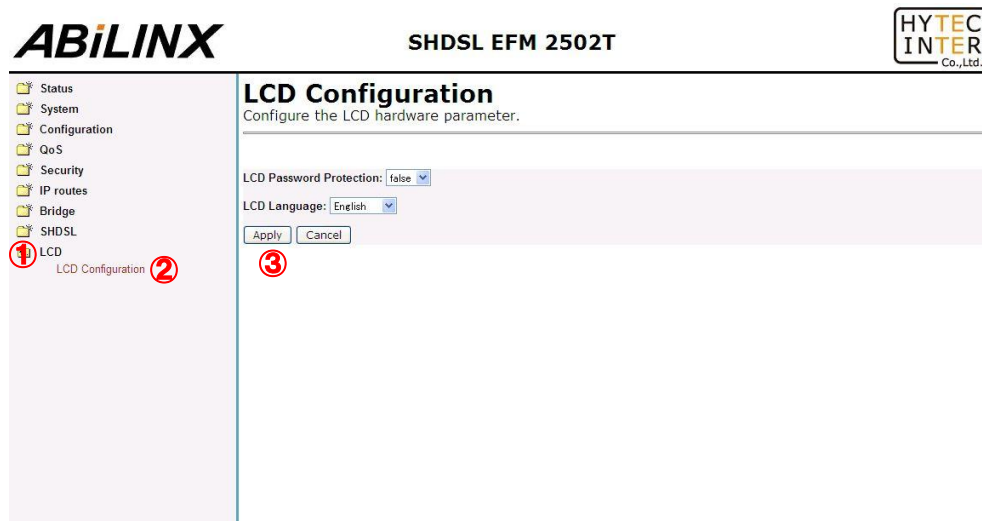 ABiLINX
SHDSL EFM 2502T
HYTEC
INTER
Co.,Ltd.
Status
System
Configuration
QoS
Security
IP routes
Bridge
SHDSL
① LCD
LCD Configuration ②
LCD Configuration
Configure the LCD hardware parameter.
LCD Password Protection: false
LCD Language: English
Apply Cancel
③